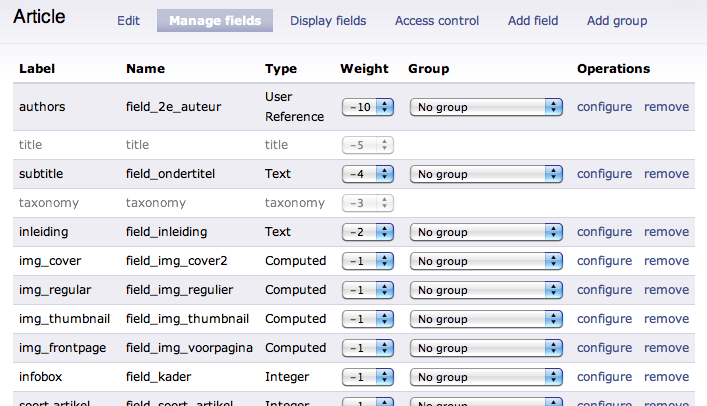 Article Edit Manage fields Display fields Access control Add field Add group
Label Name Type Weight Group Operations
authors field_2e_auteur User Reference -10 No group configure remove
title title title -5
subtitle field_ondertitel Text -4 No group configure remove
taxonomy taxonomy taxonomy -3
inleiding field_inleiding Text -2 No group configure remove
img_cover field_img_cover2 Computed -1 No group configure remove
img_regular field_img_regulier Computed -1 No group configure remove
img_thumbnail field_img_thumbnail Computed -1 No group configure remove
img_frontpage field_img_voorpagina Computed -1 No group configure remove
infobox field_kader Integer -1 No group configure remove
soort artikel field_soort_artikel Integer -1 No group configure remove